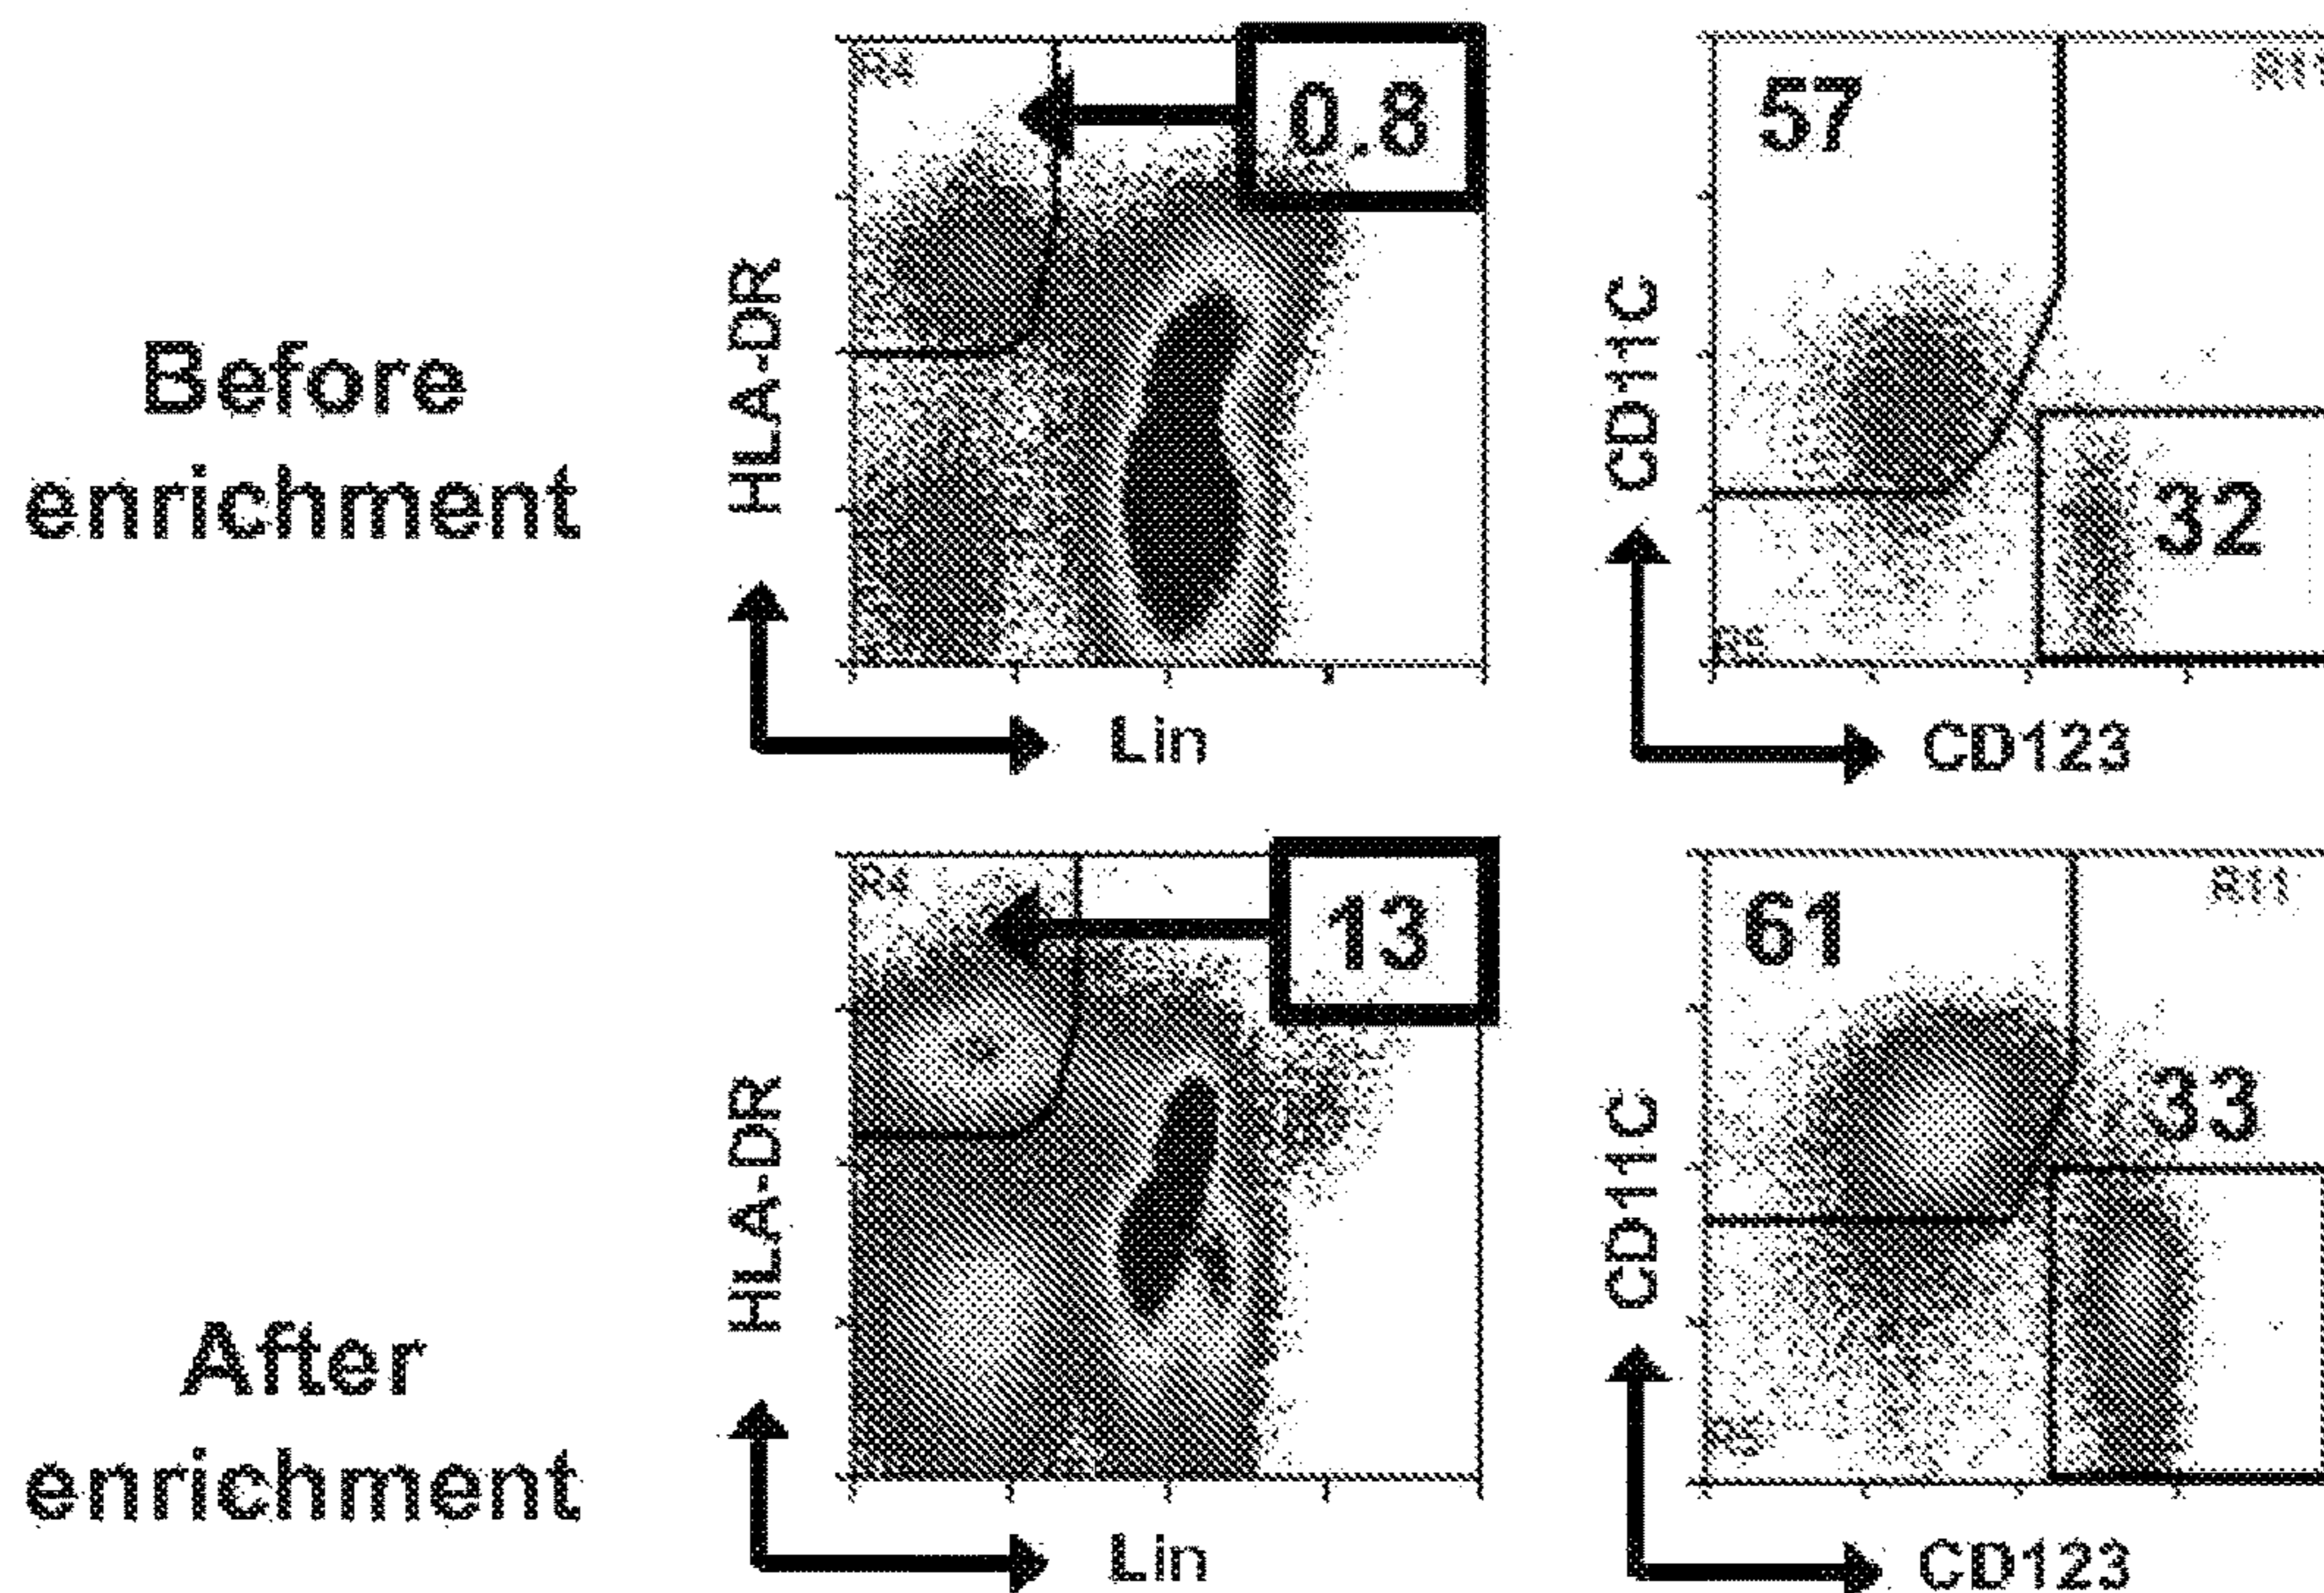 0.8
57
HLA-DR
CD11C
Before
enrichment
32
Lin
CD123
13
61
R11
HLA-DR
33
CD11C
After
enrichment
Lin
CD123